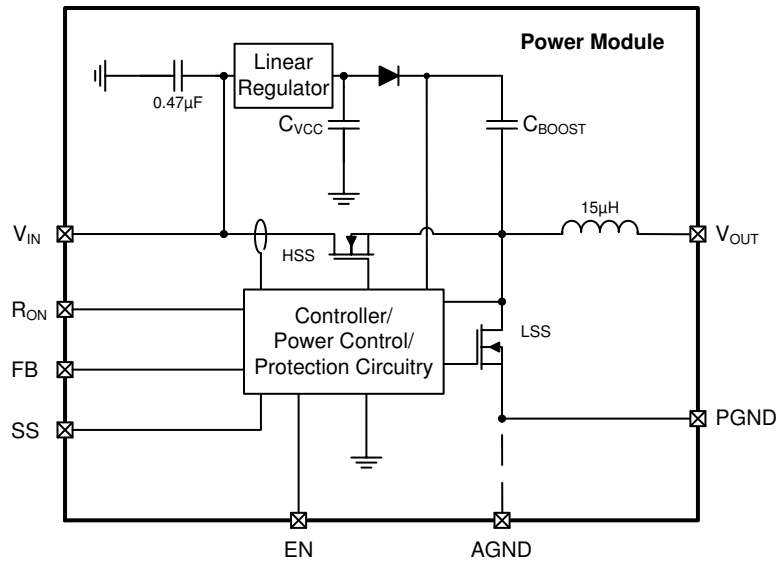 Power Module
Linear
Regulator
0.47µF
CVCC
CBOOST
15µH
VIN
VOUT
HSS
RON
Controller/
Power Control/
Protection Circuitry
LSS
FB
PGND
SS
EN
AGND